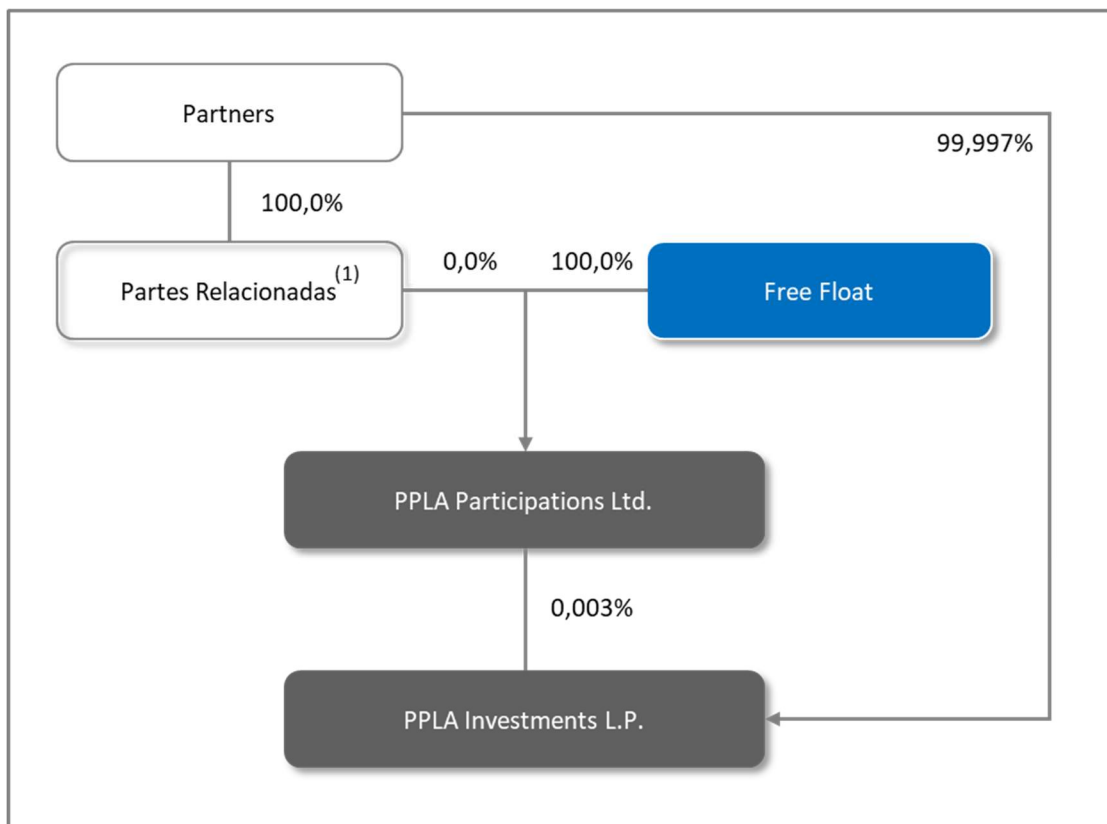 Partners
99,997%
100,0%
Partes Relacionadas(1)
0,0%
100,0%
Free Float
PPLA Participations Ltd.
0,003%
PPLA Investments L.P.